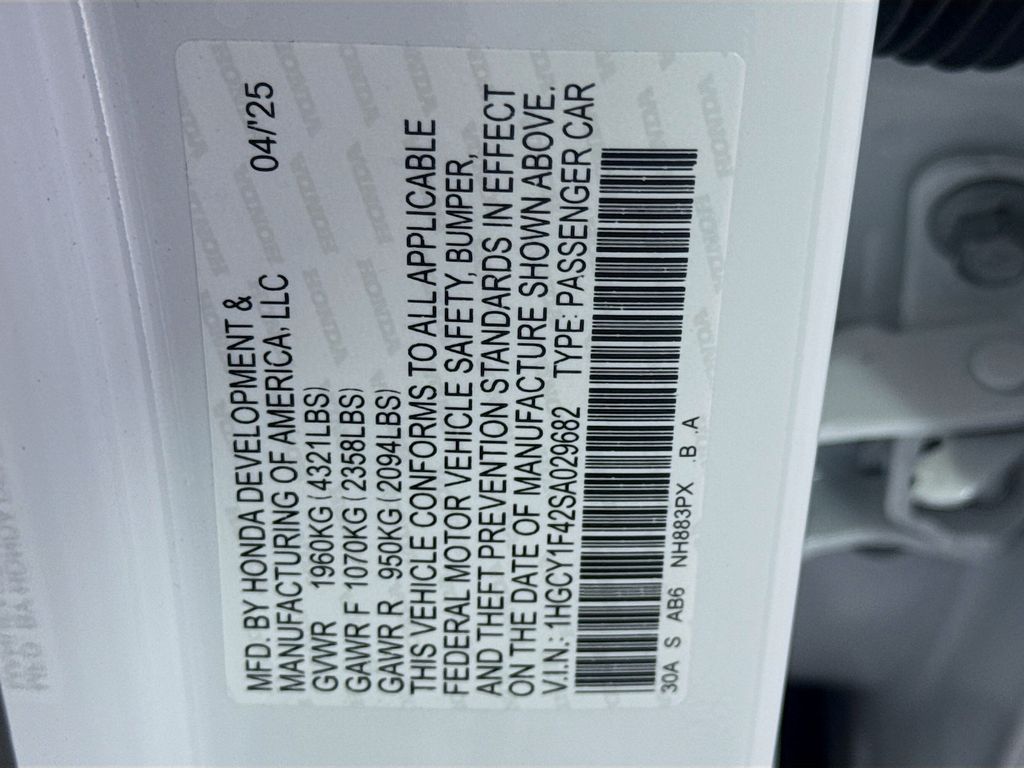 MFD. BY HONDA DEVELOPMENT &
MANUFACTURING OF AMERICA, LLC 04/'25
GVWR 1960KG (4321LBS)
GAWR F 1070KG (2358LBS)
GAWR R 950KG (2094LBS)
THIS VEHICLE CONFORMS TO ALL APPLICABLE
FEDERAL MOTOR VEHICLE SAFETY, BUMPER,
AND THEFT PREVENTION STANDARDS IN EFFECT
ON THE DATE OF MANUFACTURE SHOWN ABOVE.
V.I.N.: 1HGCY1F42SA029682 TYPE: PASSENGER CAR
30A S AB6 NH883PX .B .A